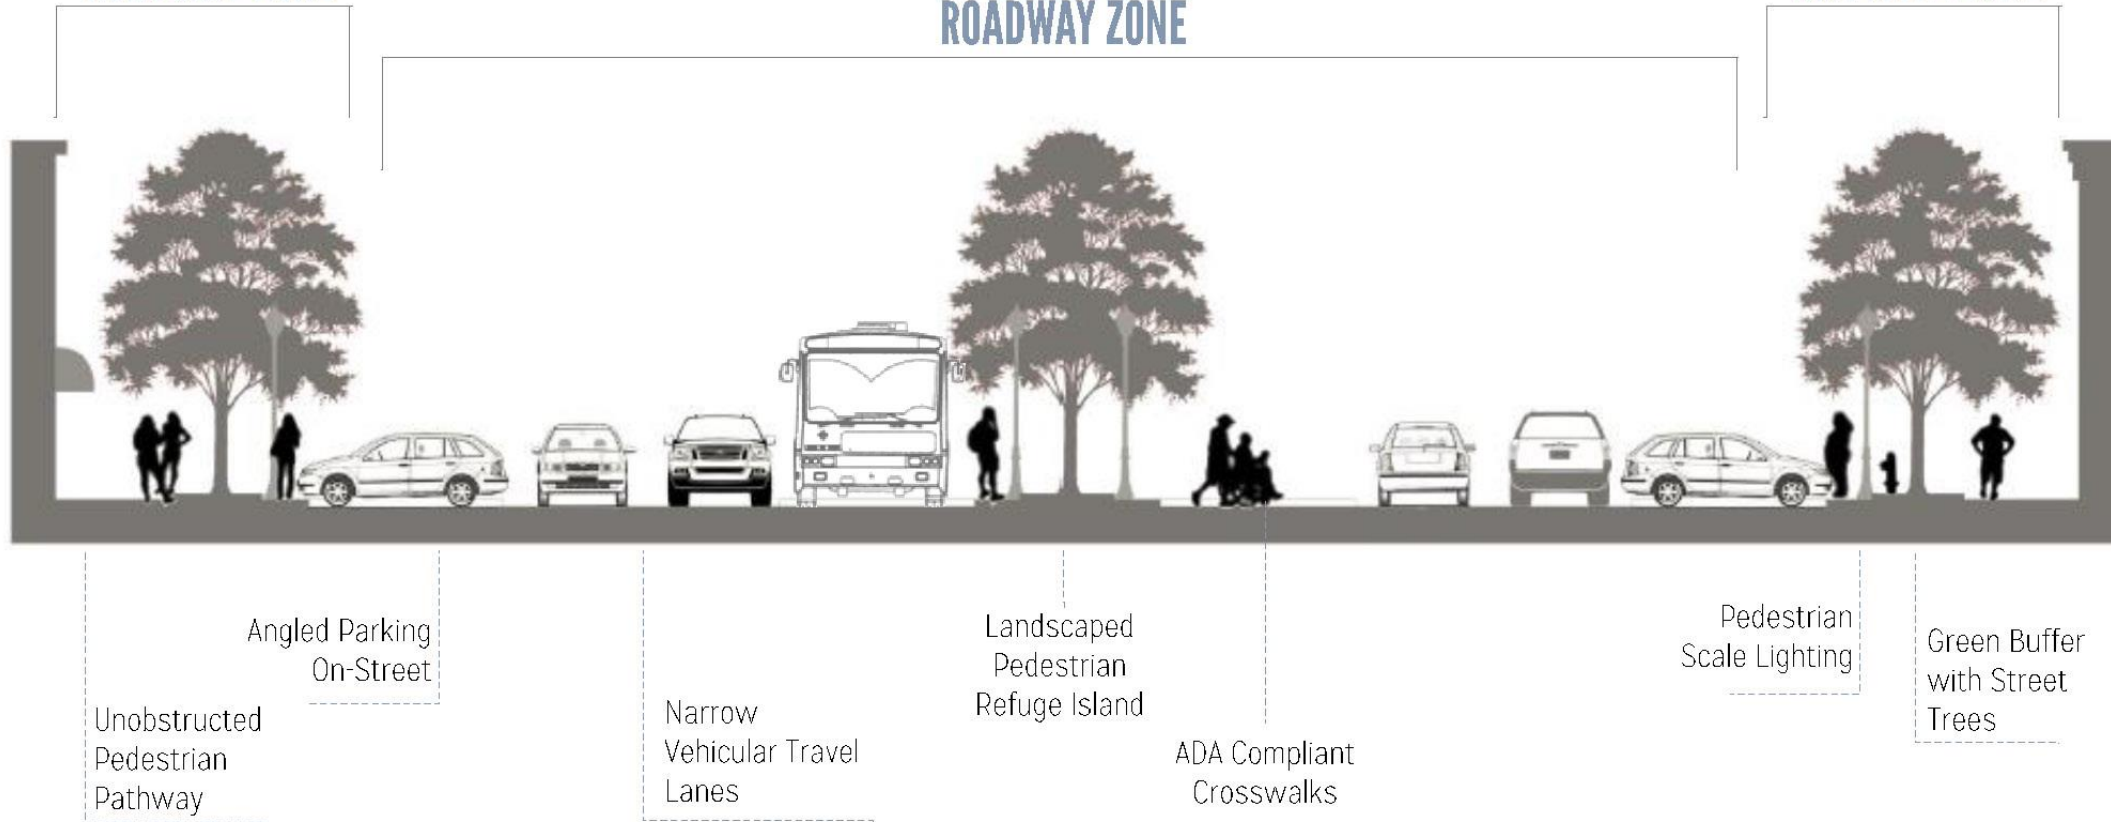 ROADWAY ZONE
Angled Parking
On-Street
Unobstructed
Pedestrian
Pathway
Narrow
Vehicular Travel
Lanes
Landscaped
Pedestrian
Refuge Island
ADA Compliant
Crosswalks
Pedestrian
Scale Lighting
Green Buffer
with Street
Trees